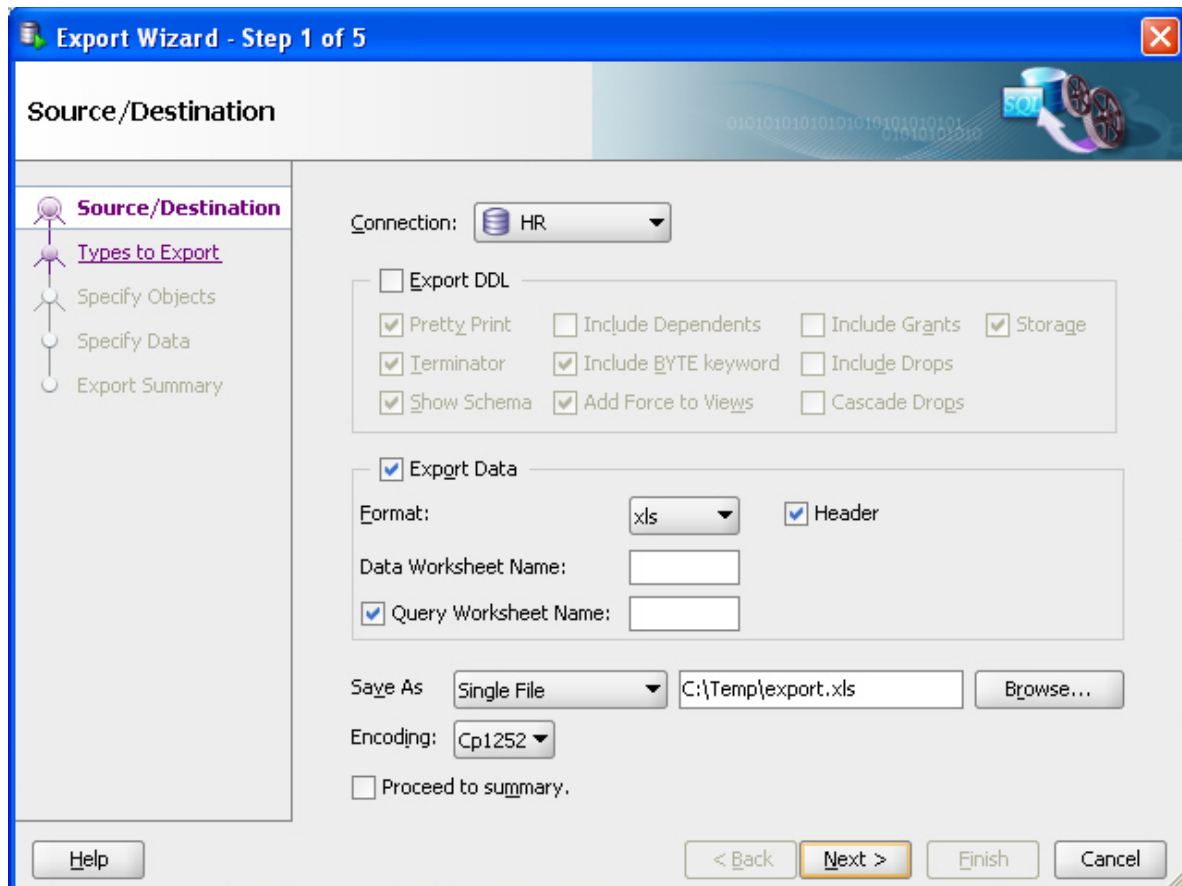 Export Wizard - Step 1 of 5
Source/Destination
SQL
0101010101010101010101010101
01010101010
Source/Destination
Types to Export
Specify Objects
Specify Data
Export Summary
Connection: HR
Export DDL
Pretty Print Include Dependents Include Grants Storage
Terminator Include BYTE keyword Include Drops
Show Schema Add Force to Views Cascade Drops
Export Data
Format: xls Header
Data Worksheet Name:
Query Worksheet Name:
Save As Single File C:\Temp\export.xls Browse...
Encoding: Cp1252
Proceed to summary.
Help < Back Next > Finish Cancel